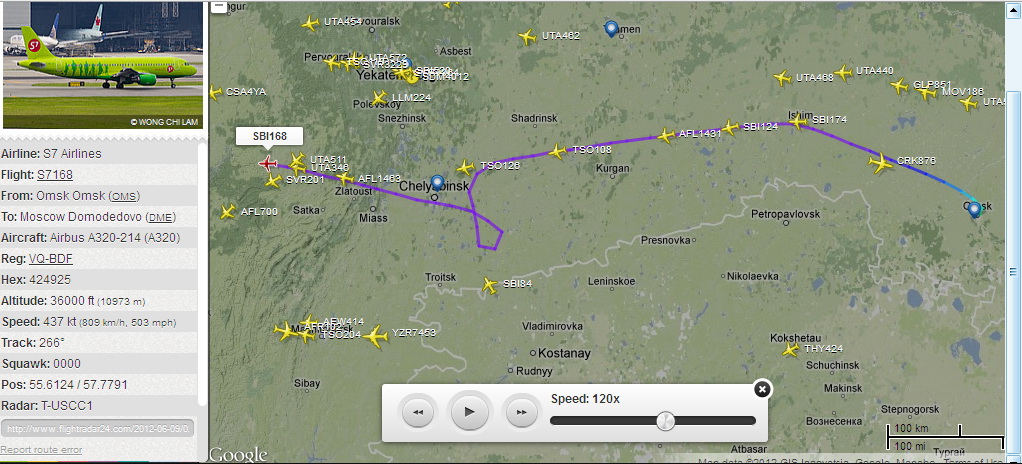 S7
© WONG CHI LAM
Airline: S7 Airlines
Flight: S7168
From: Omsk Omsk (OMS)
To: Moscow Domodedovo (DME)
Aircraft: Airbus A320-214 (A320)
Reg: VQ-BDF
Hex: 424925
Altitude: 36000 ft (10973 m)
Speed: 437 kt (809 km/h, 503 mph)
Track: 266°
Squawk: 0000
Pos: 55.6124 / 57.7791
Radar: T-USCC1
http://www.flightradar24.com/2012-06-09/0
Report route error
UTA454
UTA462
Asbest
UTA572
UTA468
UTA440
GLP851
MOV186
CSA4YA
LLM224
Polevskoy
Snezhinsk
Shadrinsk
Ishim
SBI174
SBI124
AFL1431
SBI168
TSO108
TSO126
CRK876
UTA511
UTA346
SVR201
AFL1463
Zlatoust
Chelyabinsk
Kurgan
Satka
Miass
AFL700
Omsk
Petropavlovsk
Presnovka
Troitsk
SBI84
Leninskoe
Nikolaevka
AEW414
TSO204
YZR7453
Vladimirovka
Kostanay
Kokshetau
THY424
Rudnyy
Schuchinsk
Sibay
Makinsk
Stepnogorsk
Вознесенка
Speed: 120x
100 km
100 mi
Atbasar
Тургай
Google
Map data ©2012 GIS Innovatsia, Google, Mapabc - Terms of Use